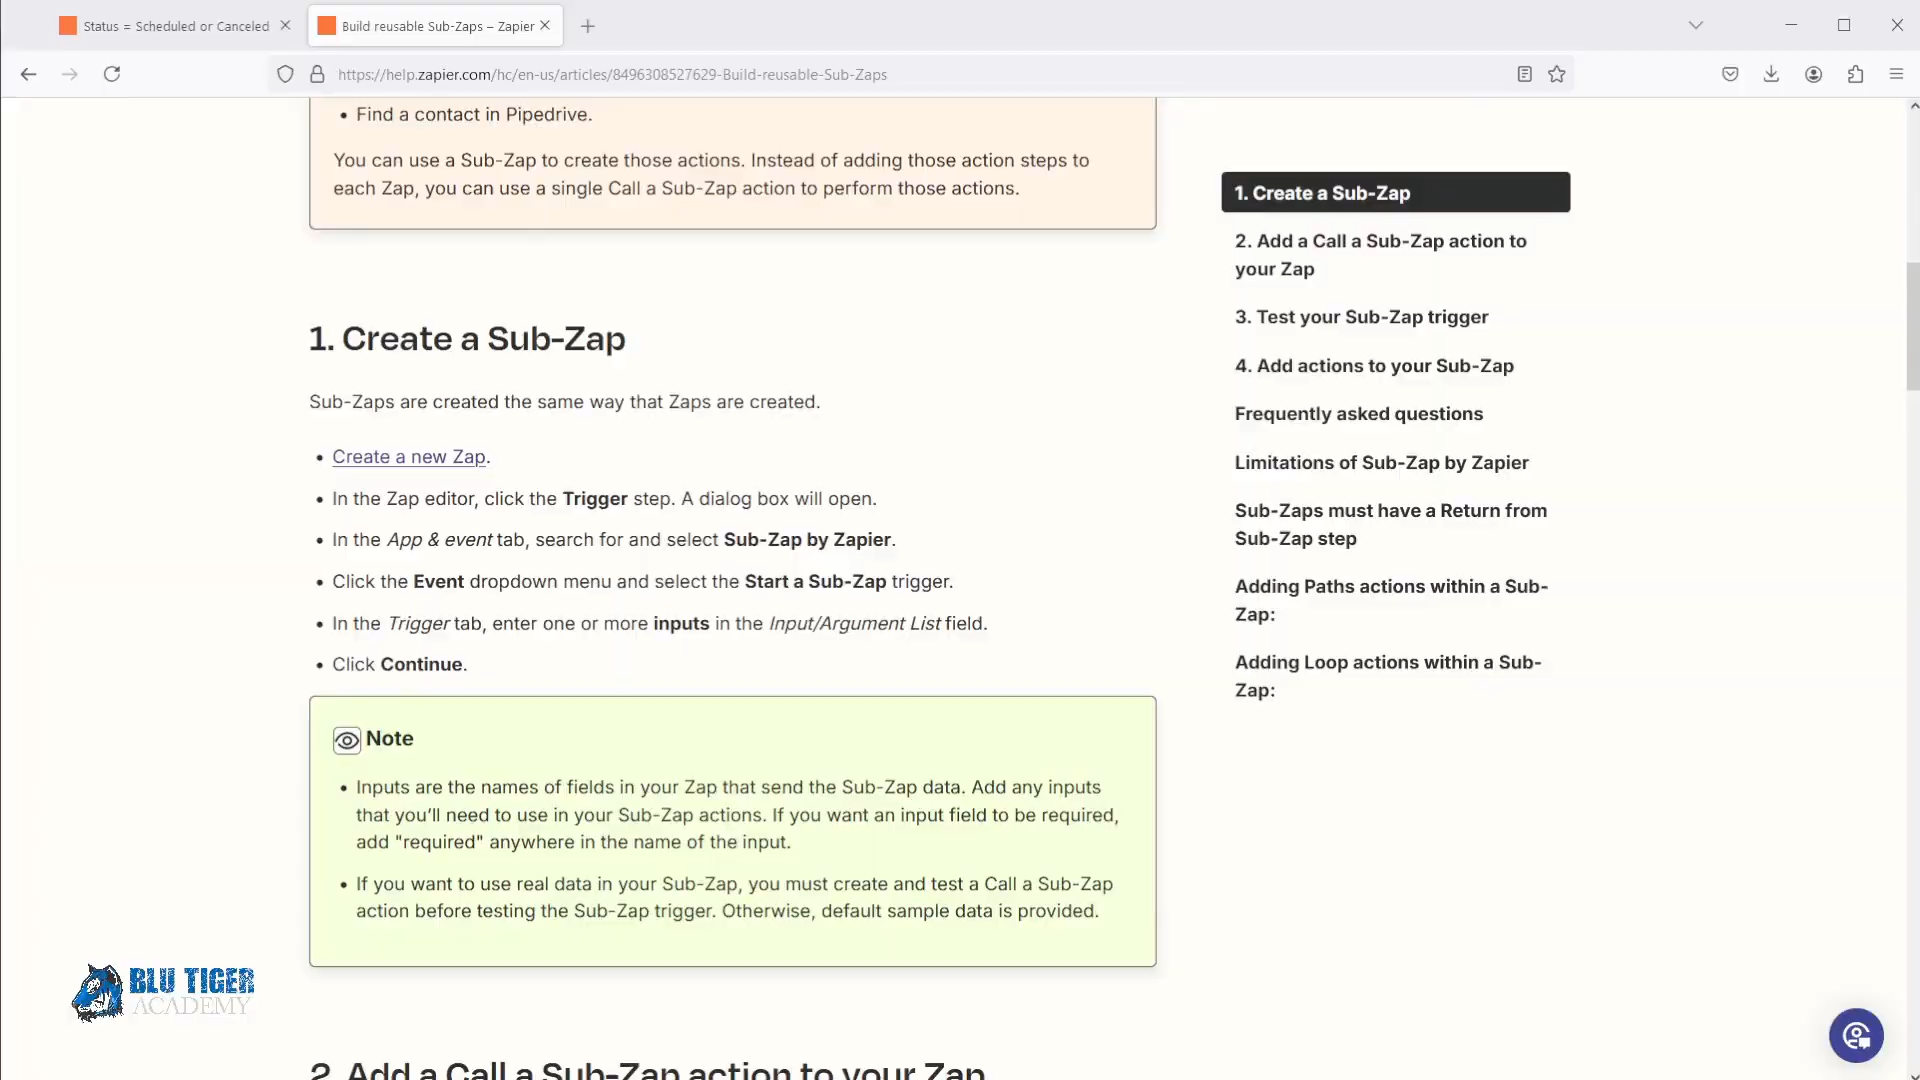 Status = Scheduled or Canceled
Build reusable Sub-Zaps – Zapier
https://help.zapier.com/hc/en-us/articles/8496308527629-Build-reusable-Sub-Zaps
• Find a contact in Pipedrive.
You can use a Sub-Zap to create those actions. Instead of adding those action steps to
each Zap, you can use a single Call a Sub-Zap action to perform those actions.
1. Create a Sub-Zap
Sub-Zaps are created the same way that Zaps are created.
• Create a new Zap.
• In the Zap editor, click the Trigger step. A dialog box will open.
• In the App & event tab, search for and select Sub-Zap by Zapier.
• Click the Event dropdown menu and select the Start a Sub-Zap trigger.
• In the Trigger tab, enter one or more inputs in the Input/Argument List field.
• Click Continue.
Note
• Inputs are the names of fields in your Zap that send the Sub-Zap data. Add any inputs
that you’ll need to use in your Sub-Zap actions. If you want an input field to be required,
add "required" anywhere in the name of the input.
• If you want to use real data in your Sub-Zap, you must create and test a Call a Sub-Zap
action before testing the Sub-Zap trigger. Otherwise, default sample data is provided.
2. Add a Call a Sub-Zap action to your Zap
1. Create a Sub-Zap
2. Add a Call a Sub-Zap action to
your Zap
3. Test your Sub-Zap trigger
4. Add actions to your Sub-Zap
Frequently asked questions
Limitations of Sub-Zap by Zapier
Sub-Zaps must have a Return from
Sub-Zap step
Adding Paths actions within a Sub-
Zap:
Adding Loop actions within a Sub-
Zap:
BLU TIGER
ACADEMY